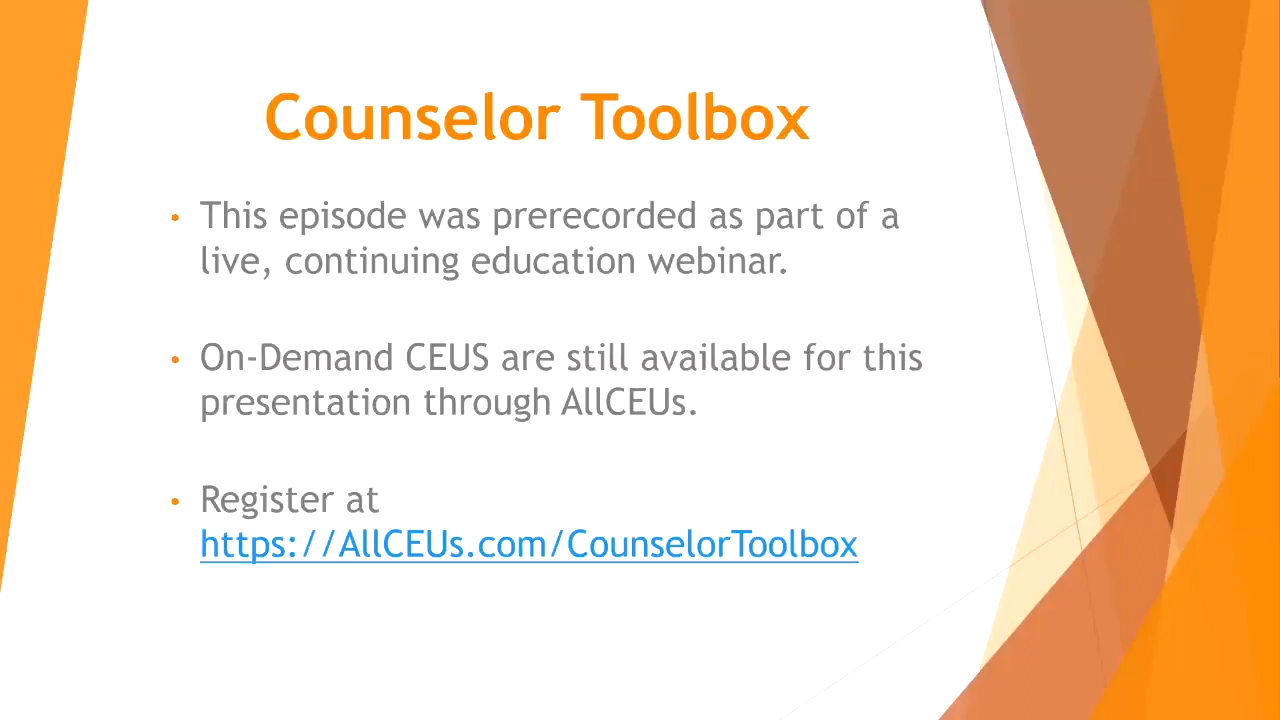 Counselor Toolbox
• This episode was prerecorded as part of a
live, continuing education webinar.
• On-Demand CEUS are still available for this
presentation through AllCEUs.
• Register at
https://AllCEUs.com/CounselorToolbox